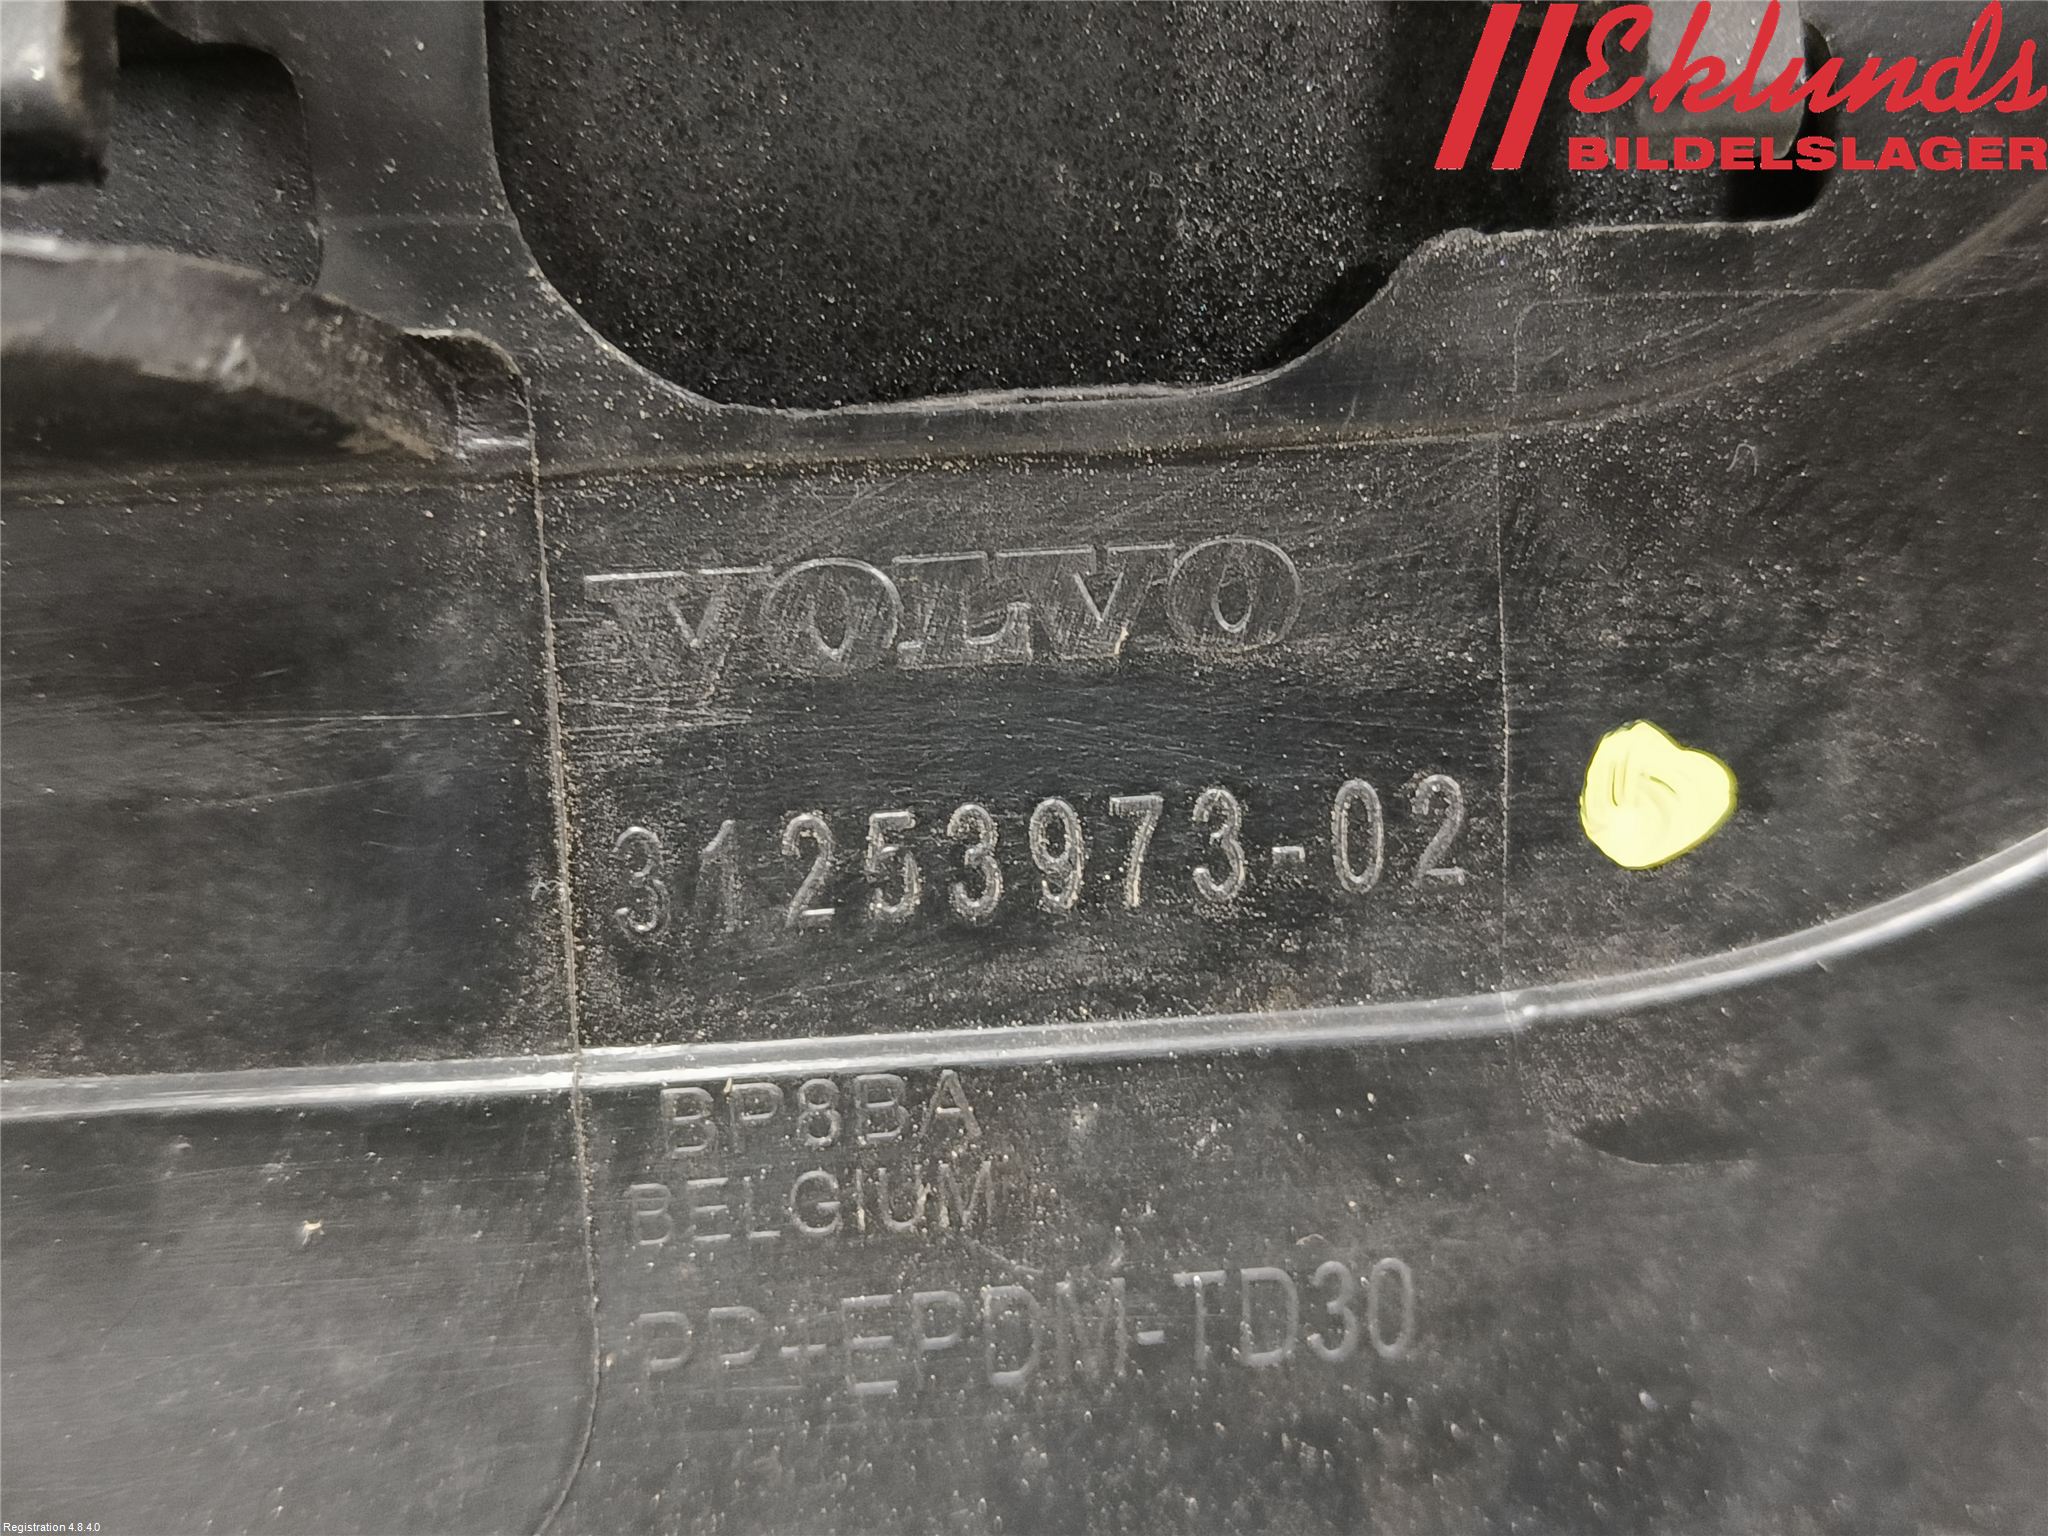 Eklunds
BILDELSLAGER
VOLVO
31253973-02
BP8BA
BELGIUM
PP+EPDM-TD30
Registration 4.8.4.0